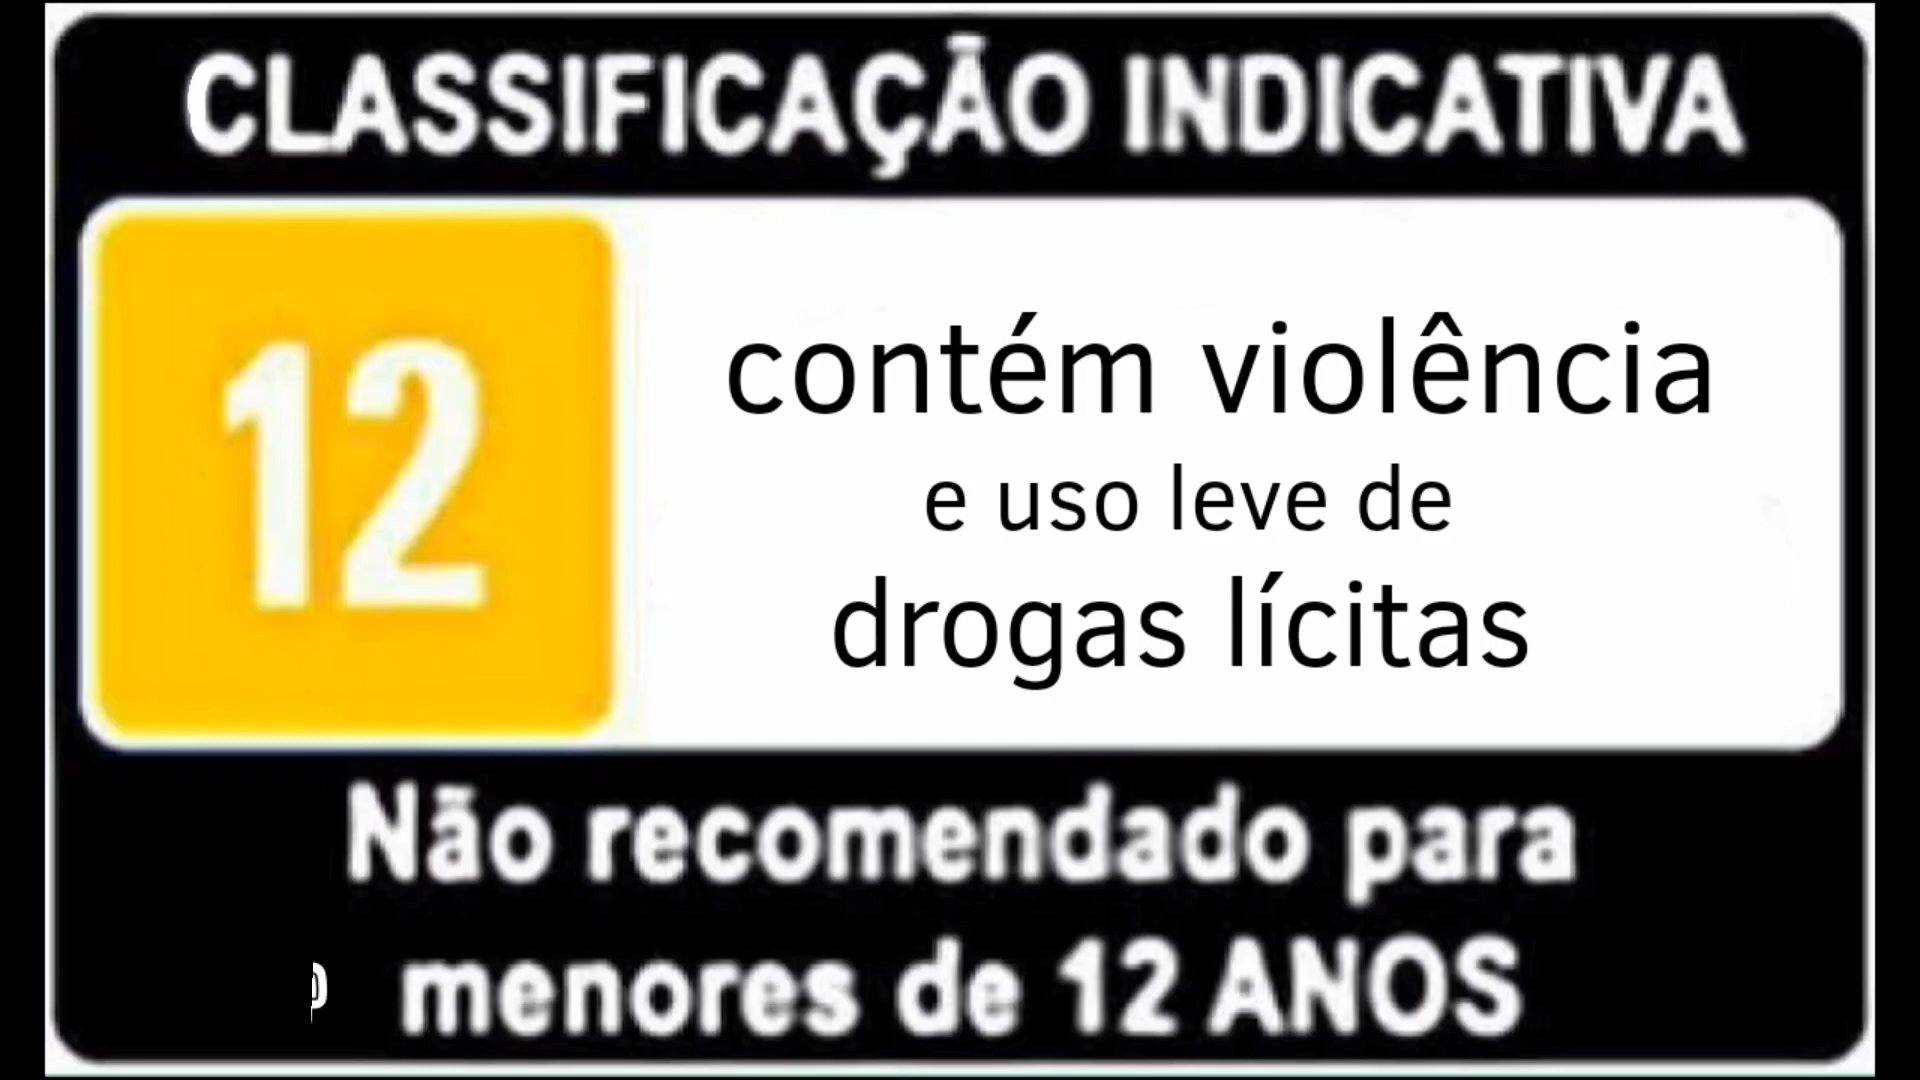 CLASSIFICAÇÃO INDICATIVA
12
contém violência
e uso leve de
drogas lícitas
Não recomendado para
menores de 12 ANOS